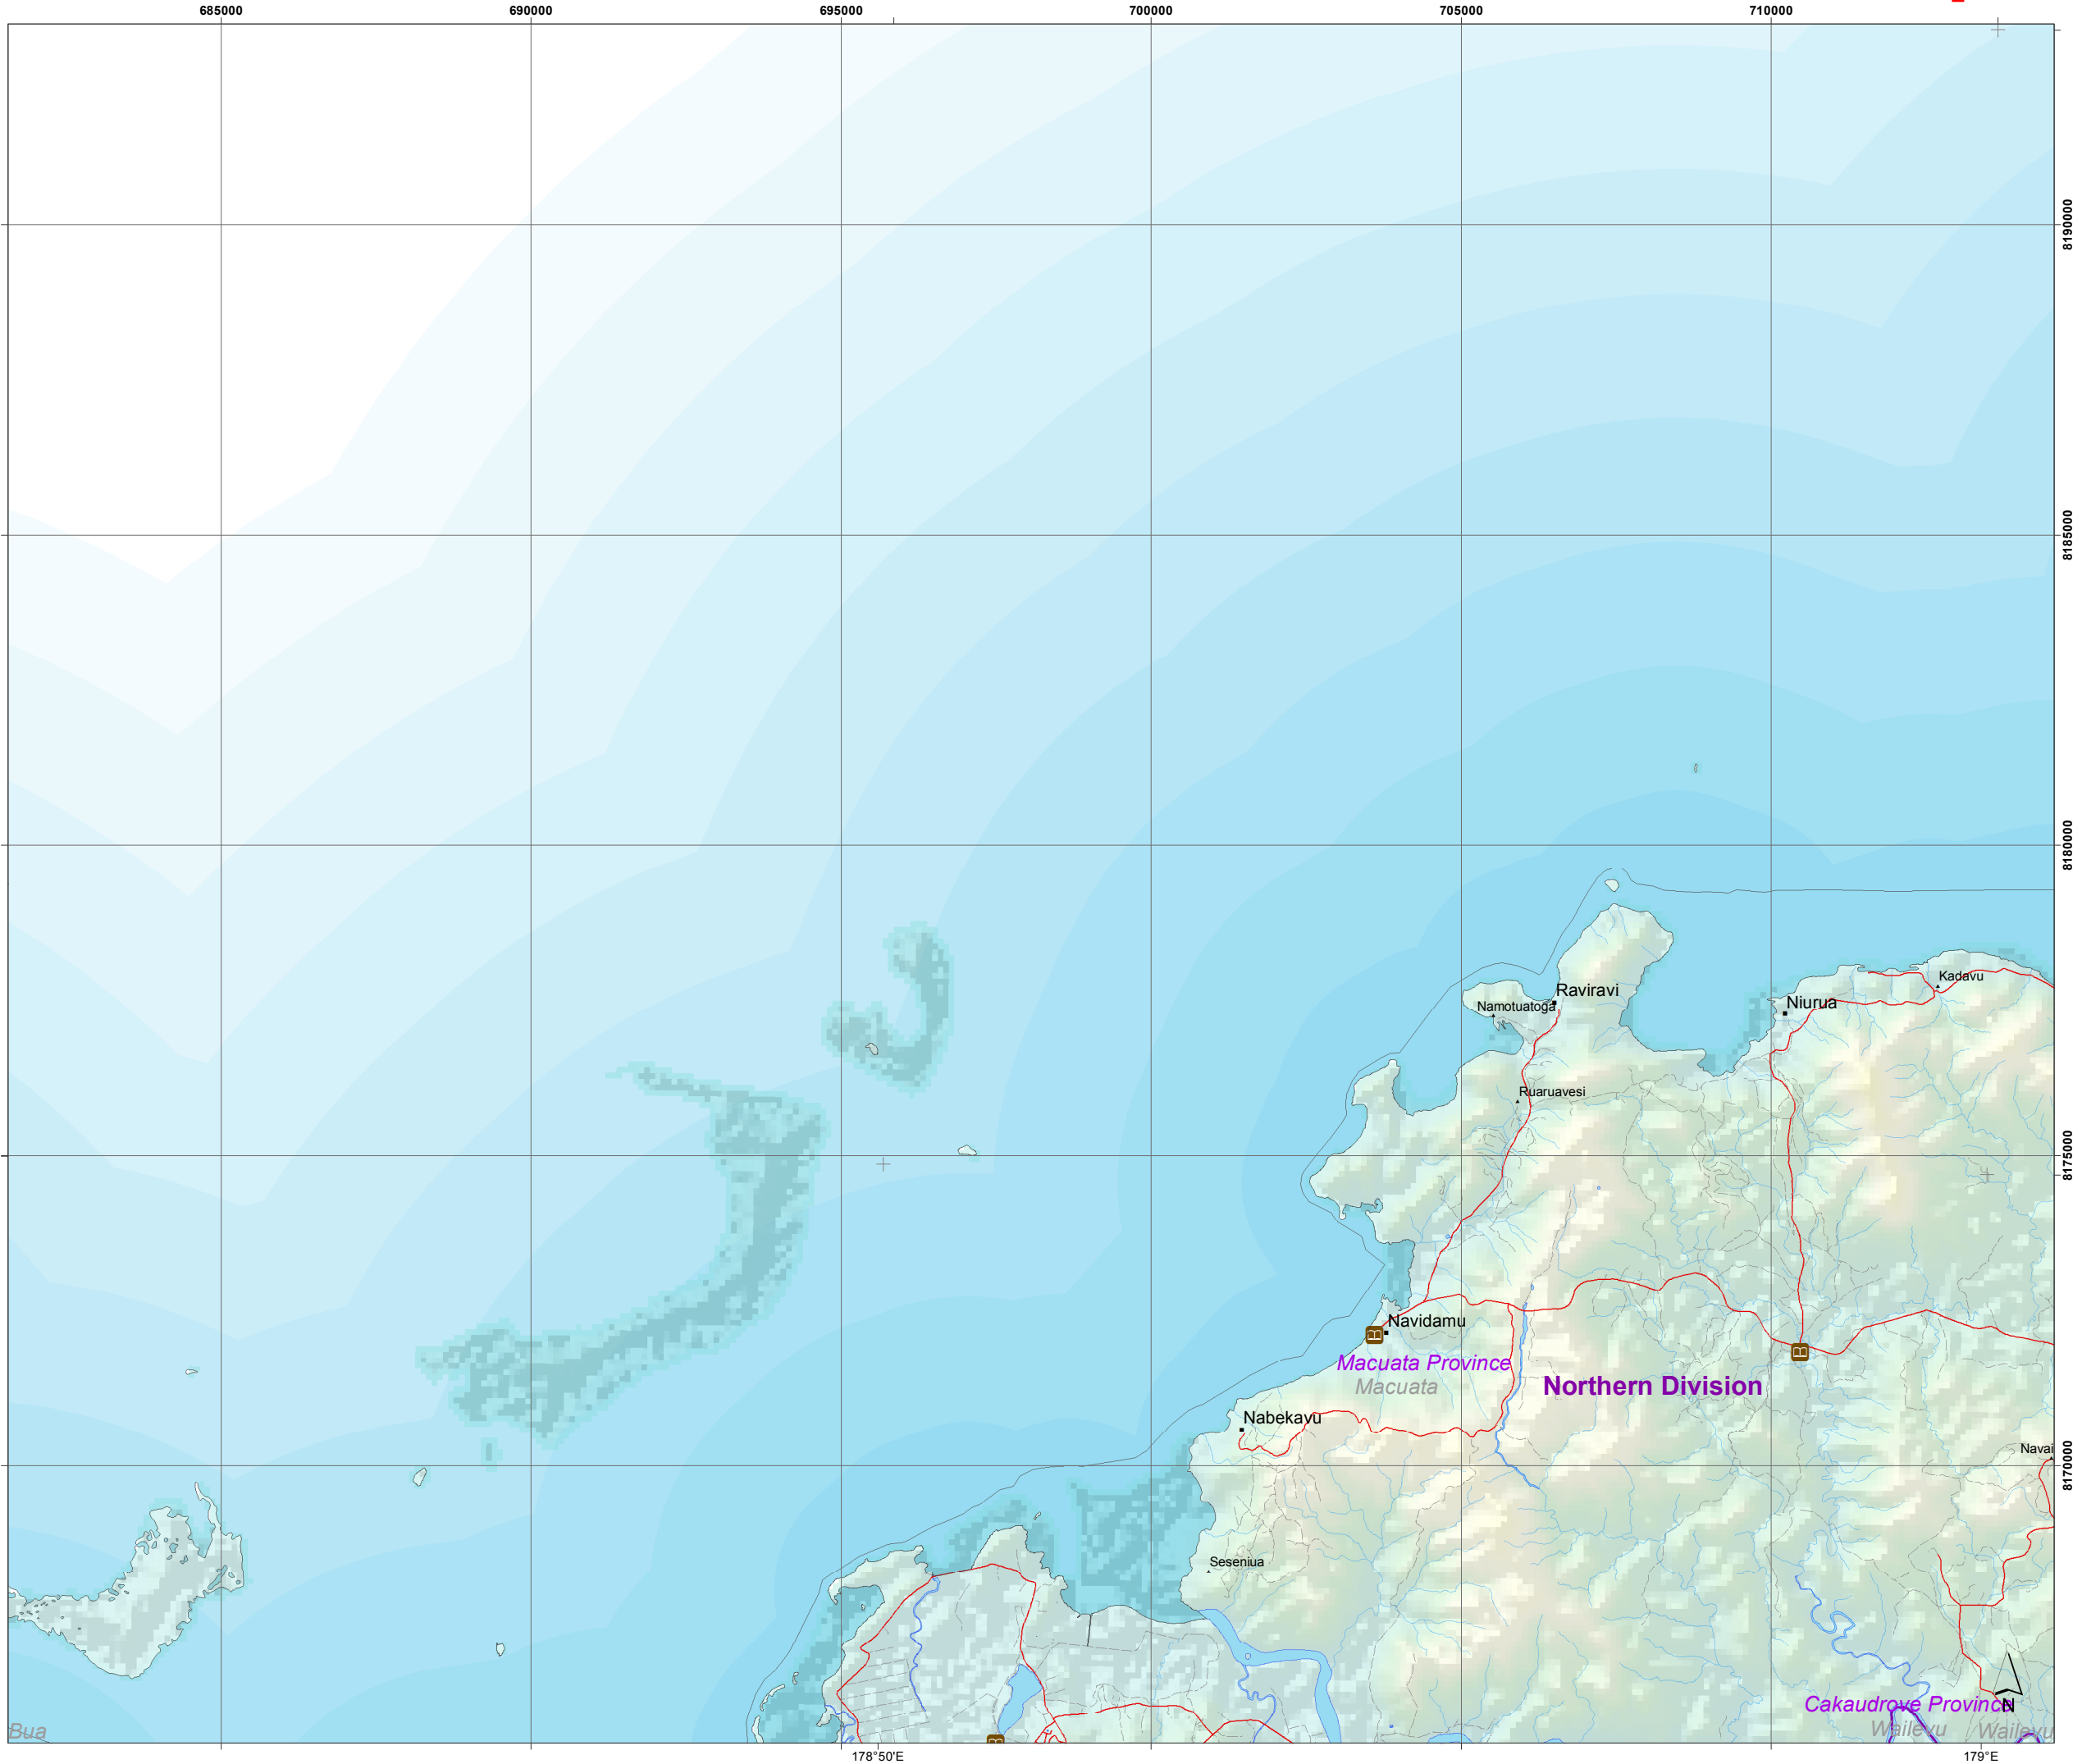 685000 690000 695000 700000 705000 710000
8190000
8185000
8180000
Kadavu
Raviravi
Niurua
Namotuatoga
Ruaruavesi
8175000
Navidamu
B
B
Macuata Province
Northern Division
Macuata
Nabekavu
Navai
8170000
Seseniua
Cakaudrove Province
N
Bua
Wailevu Wailevu
B
178°50'E 179°E